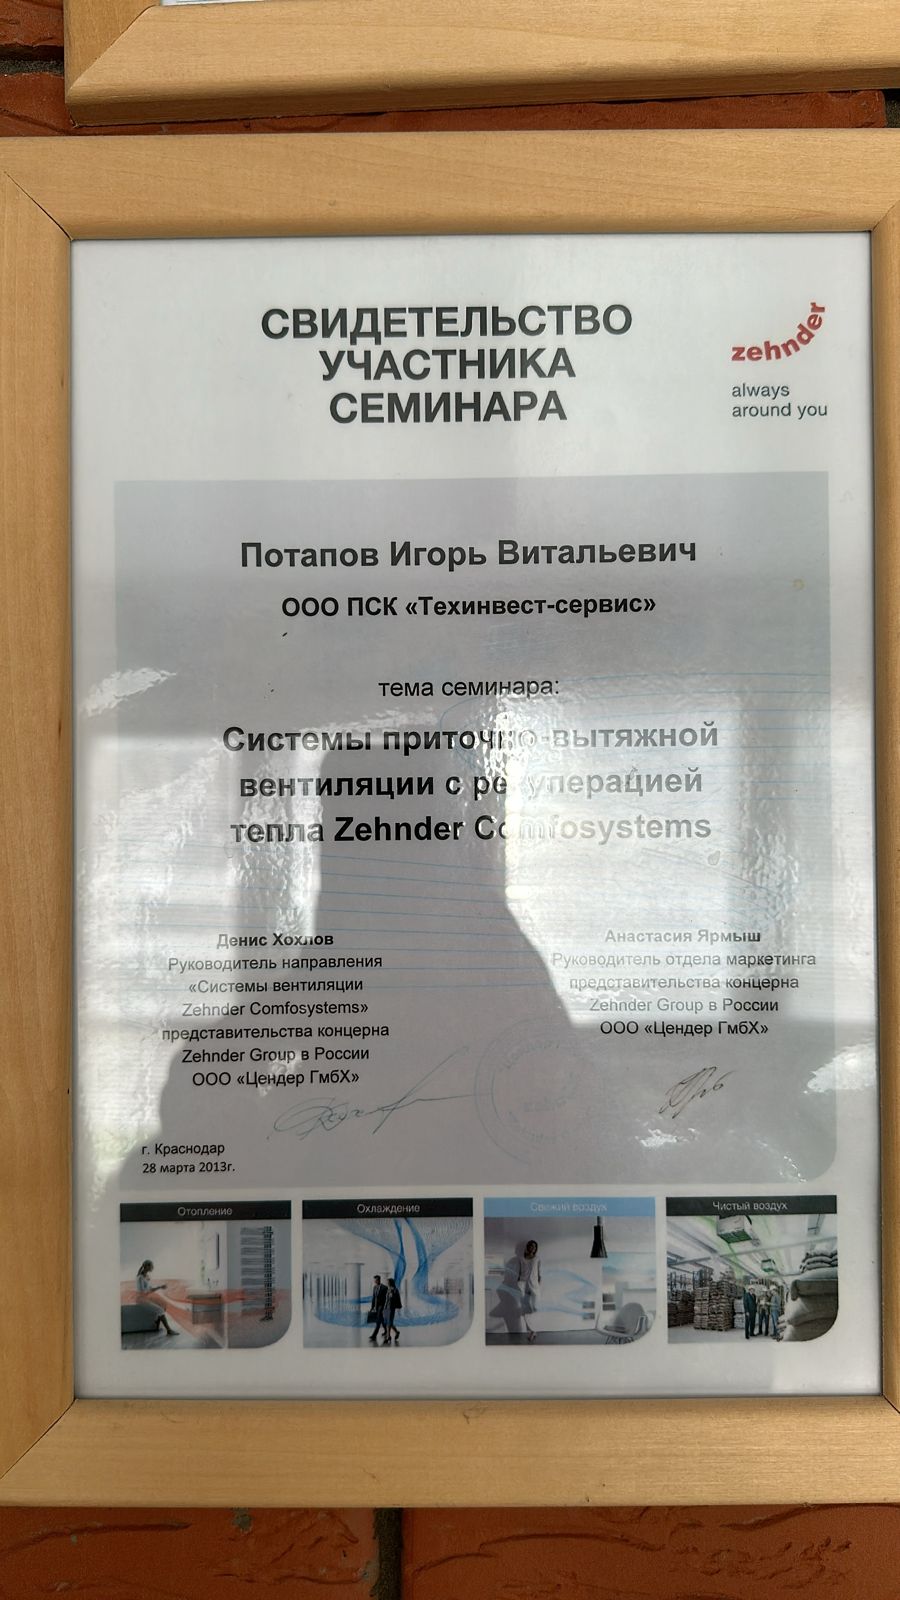 СВИДЕТЕЛЬСТВО
УЧАСТНИКА
СЕМИНАРА
zehnder
always
around you
Потапов Игорь Витальевич
ООО ПСК «Техинвест-сервис»
тема семинара:
Системы приточно-вытяжной
вентиляции с рекуперацией
тепла Zehnder Comfosystems
Денис Хохлов
Руководитель направления
«Системы вентиляции
Zehnder Comfosystems»
представительства концерна
Zehnder Group в России
ООО «Цендер ГмбХ»
Анастасия Ярмыш
Руководитель отдела маркетинга
представительства концерна
Zehnder Group в России
ООО «Цендер ГмбХ»
г. Краснодар
28 марта 2013г.
Отопление
Охлаждение
Свежий воздух
Чистый воздух